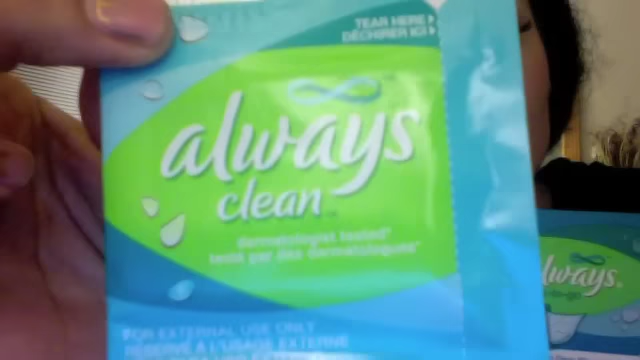 TEAR HERE
DÉCHIRER ICI
always
clean
dermatologist tested*
testé par des dermatologues*
FOR EXTERNAL USE ONLY
RÉSERVÉ À L'USAGE EXTERNE
always